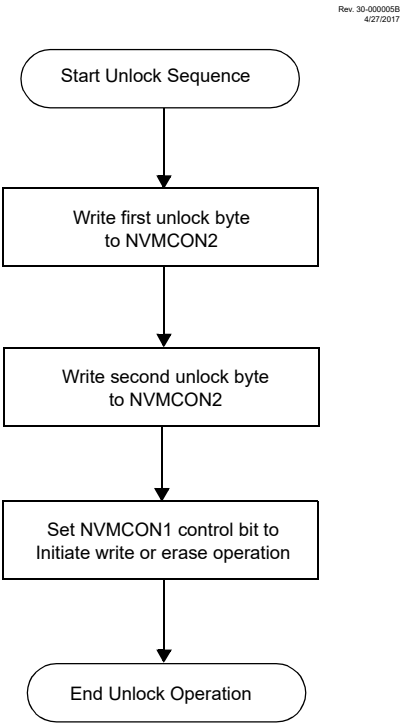 Rev. 30-000005B
4/27/2017
Start Unlock Sequence
Write first unlock byte
to NVMCON2
Write second unlock byte
to NVMCON2
Set NVMCON1 control bit to
Initiate write or erase operation
End Unlock Operation